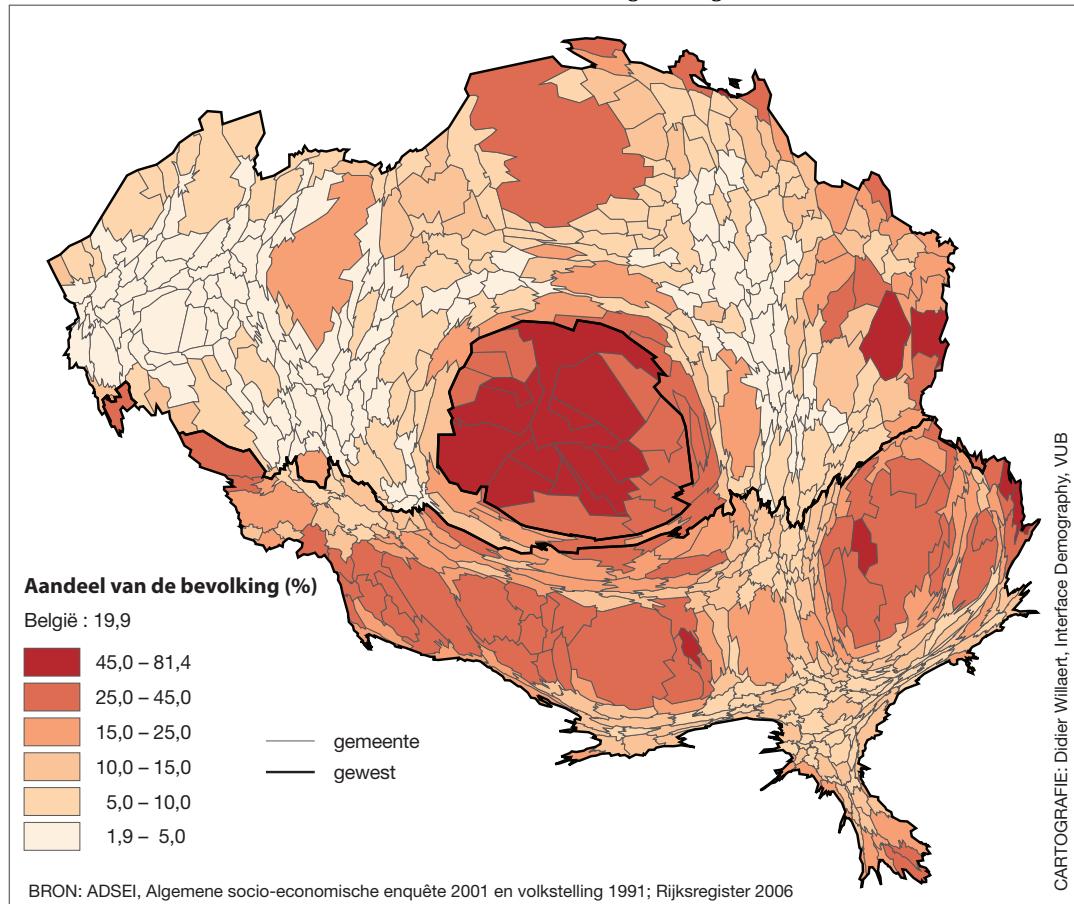 Aandeel van de bevolking (%)
België : 19,9
45,0 – 81,4
25,0 – 45,0
15,0 – 25,0
10,0 – 15,0
5,0 – 10,0
1,9 – 5,0
gemeente
gewest
BRON: ADSEI, Algemene socio-economische enquête 2001 en volkstelling 1991; Rijksregister 2006
CARTOGRAFIE: Didier Willaert, Interface Demography, VUB